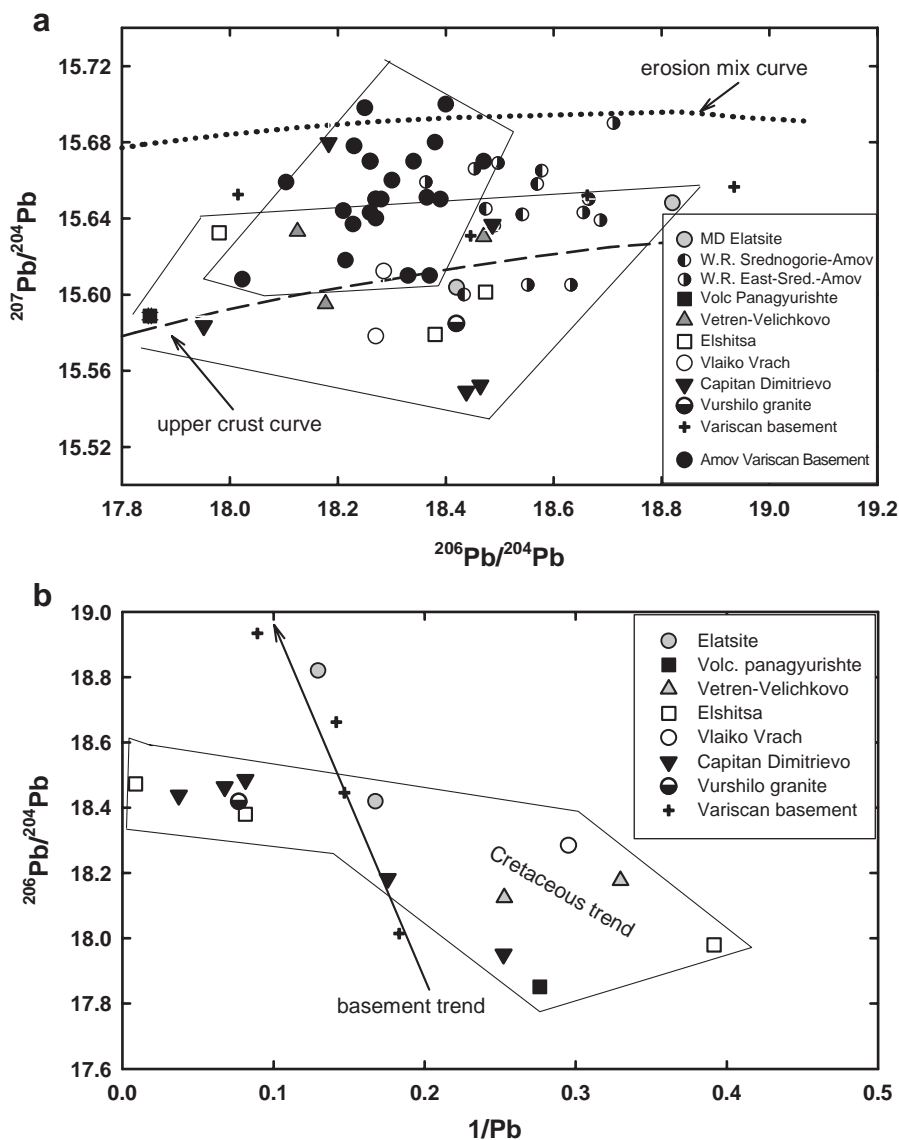 a
15.72
15.68
15.64
15.60
15.56
15.52
207Pb/204Pb
erosion mix curve
upper crust curve
MD Elatsite
W.R. Srednogorie-Amov
W.R. East-Sred.-Amov
Volc Panagyurishte
Vetren-Velichkovo
Elshitsa
Vlaiko Vrach
Capitan Dimitrievo
Vurshilo granite
Variscan basement
Amov Variscan Basement
17.8 18.0 18.2 18.4 18.6 18.8 19.0 19.2
206Pb/204Pb
b
19.0
18.8
18.6
18.4
18.2
18.0
17.8
17.6
206Pb/204Pb
Elatsite
Volc. panagyurishte
Vetren-Velichkovo
Elshitsa
Vlaiko Vrach
Capitan Dimitrievo
Vurshilo granite
Variscan basement
Cretaceous trend
basement trend
0.0 0.1 0.2 0.3 0.4 0.5
1/Pb